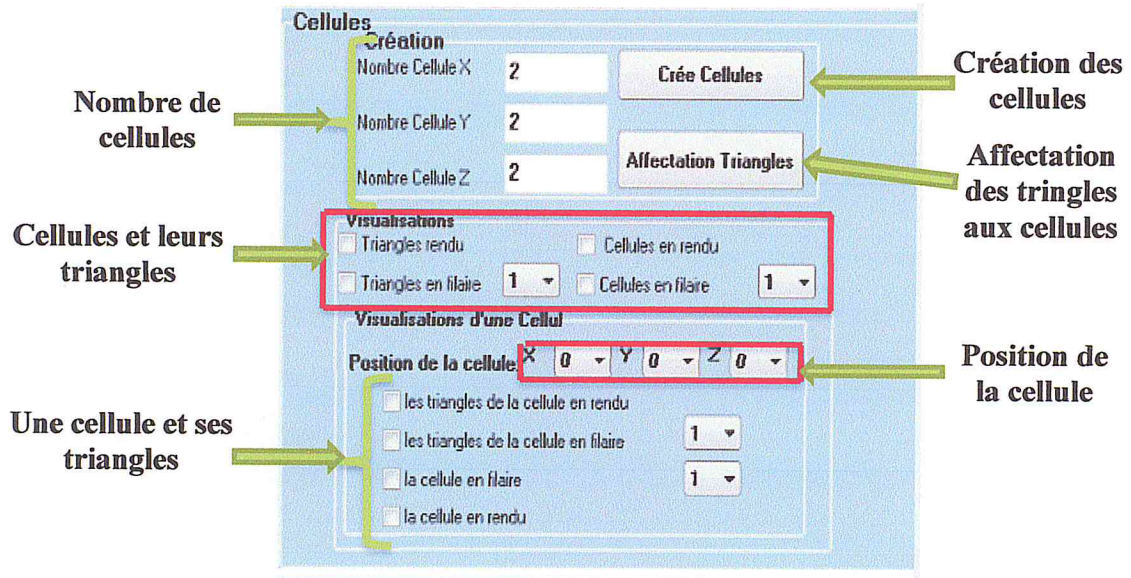 Cellules
Création
Nombre Cellule X 2 Crée Cellules
Nombre Cellule Y 2
Nombre Cellule Z 2 Affectation Triangles
Visualisations
Triangles rendu Cellules en rendu
Triangles en filaire 1 Cellules en filaire 1
Visualisations d'une Cellul
Position de la cellule X 0 Y 0 Z 0
les triangles de la cellule en rendu
les triangles de la cellule en filaire 1
la cellule en filaire 1
la cellule en rendu
Nombre de
cellules
Cellules et leurs
triangles
Une cellule et ses
triangles
Création des
cellules
Affectation
des tringles
aux cellules
Position de
la cellule